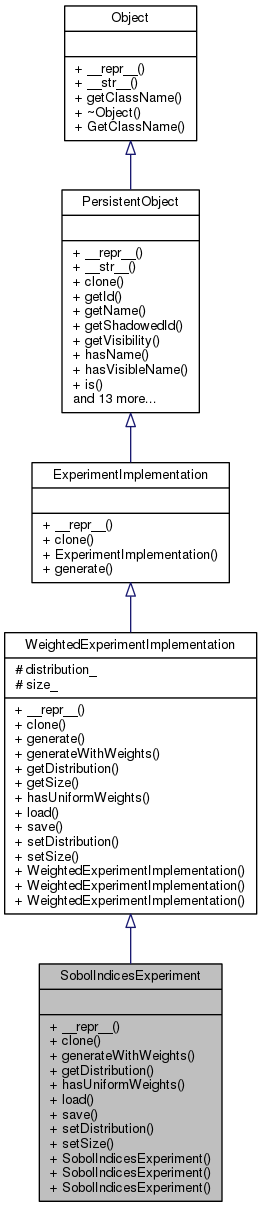 Object
+ __repr__()
+ __str__()
+ getClassName()
+ ~Object()
+ GetClassName()
PersistentObject
+ __repr__()
+ __str__()
+ clone()
+ getId()
+ getName()
+ getShadowedId()
+ getVisibility()
+ hasName()
+ hasVisibleName()
+ is()
and 13 more...
ExperimentImplementation
+ __repr__()
+ clone()
+ ExperimentImplementation()
+ generate()
WeightedExperimentImplementation
# distribution_
# size_
+ __repr__()
+ clone()
+ generate()
+ generateWithWeights()
+ getDistribution()
+ getSize()
+ hasUniformWeights()
+ load()
+ save()
+ setDistribution()
+ setSize()
+ WeightedExperimentImplementation()
+ WeightedExperimentImplementation()
+ WeightedExperimentImplementation()
SobolIndicesExperiment
+ __repr__()
+ clone()
+ generateWithWeights()
+ getDistribution()
+ hasUniformWeights()
+ load()
+ save()
+ setDistribution()
+ setSize()
+ SobolIndicesExperiment()
+ SobolIndicesExperiment()
+ SobolIndicesExperiment()